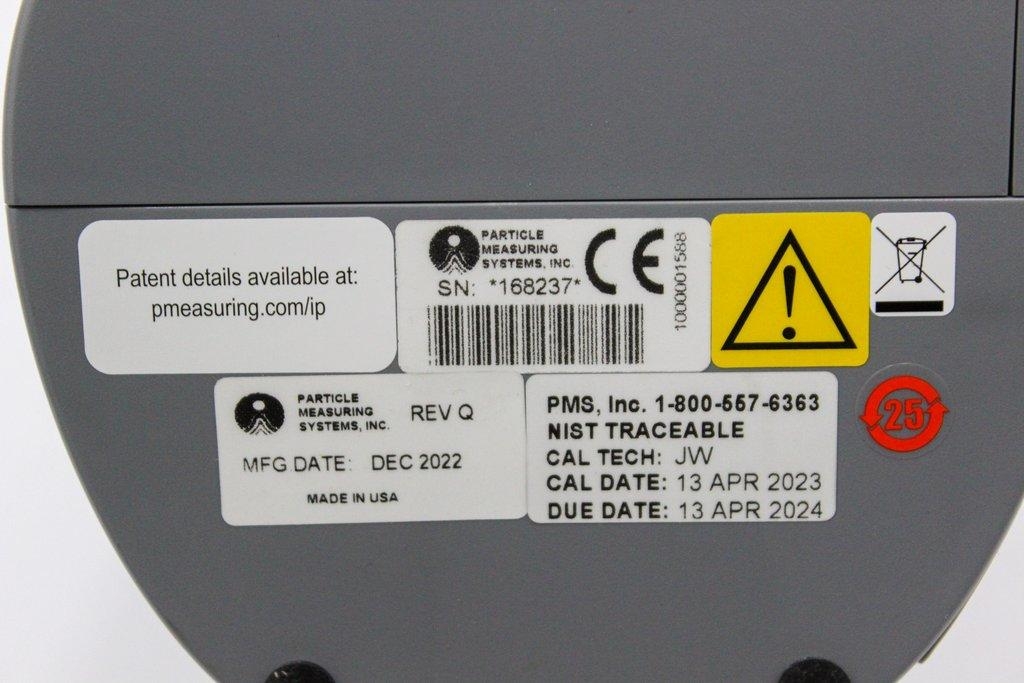 Patent details available at:
pmeasuring.com/ip
PARTICLE
MEASURING
SYSTEMS, INC.
CE
SN: *168237*
1000001588
PARTICLE
MEASURING
SYSTEMS, INC.
REV Q
MFG DATE: DEC 2022
MADE IN USA
PMS, Inc. 1-800-557-6363
NIST TRACEABLE
CAL TECH: JW
CAL DATE: 13 APR 2023
DUE DATE: 13 APR 2024
25